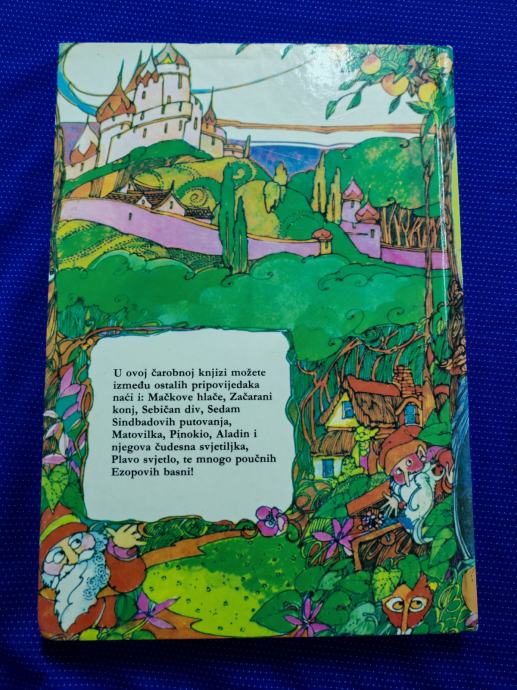 U ovoj čarobnoj knjizi možete
između ostalih pripovijedaka
naći i: Mačkove hlače, Začarani
konj, Sebičan div, Sedam
Sindbadovih putovanja,
Matovilka, Pinokio, Aladin i
njegova čudesna svjetiljka,
Plavo svjetlo, te mnogo poučnih
Ezopovih basni!